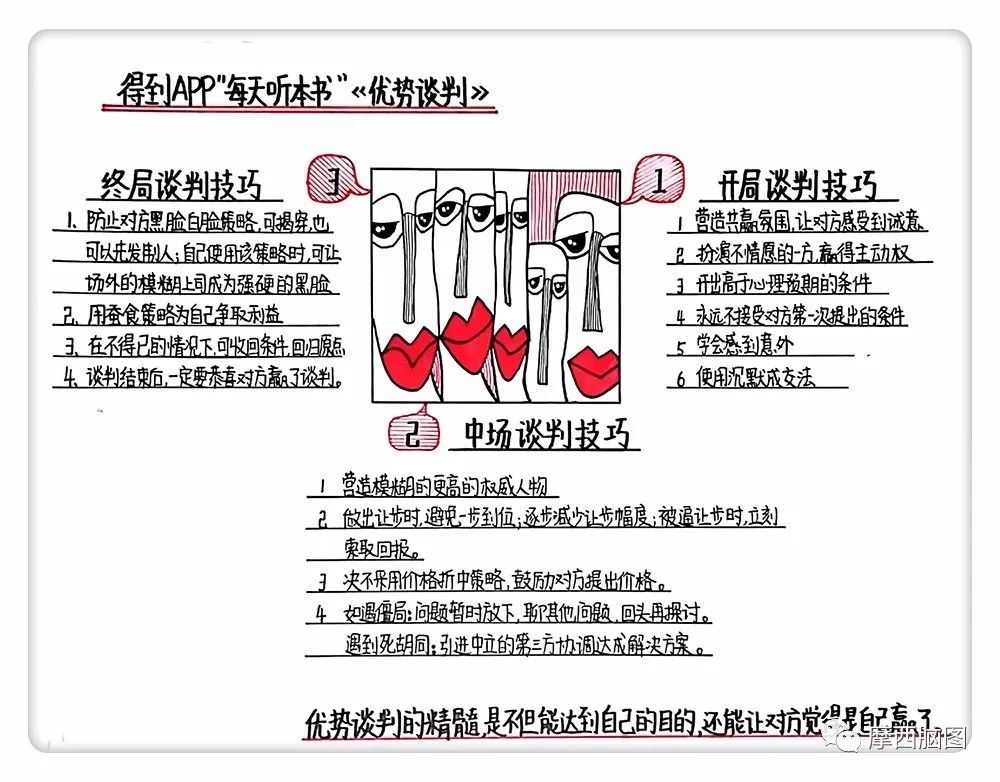 得到APP"每天听本书"《优势谈判》
1
开局谈判技巧
1 营造共赢氛围,让对方感受到诚意
2 扮演不情愿的一方,赢得主动权
3 开出高于心理预期的条件
4 永远不接受对方第一次提出的条件
5 学会感到意外
6 使用沉默成交法
2
中场谈判技巧
1 营造模糊的更高的权威人物
2 做出让步时,避免一步到位;逐步减少让步幅度;被逼让步时,立刻
索取回报。
3 决不采用价格折中策略,鼓励对方提出价格。
4 如遇僵局:问题暂时放下,聊其他问题,回头再探讨。
遇到死胡同:引进中立的第三方协调达成解决方案。
3
终局谈判技巧
1. 防止对方黑脸白脸策略,可揭穿,也
可以先发制人;自己使用该策略时,可让
场外的模糊上司成为强硬的黑脸
2. 用蚕食策略为自己争取利益
3. 在不得已的情况下,可收回条件,回归原点
4. 谈判结束后,一定要恭喜对方赢了谈判。
优势谈判的精髓,是不但能达到自己的目的,还能让对方觉得是自己赢了
摩西脑图